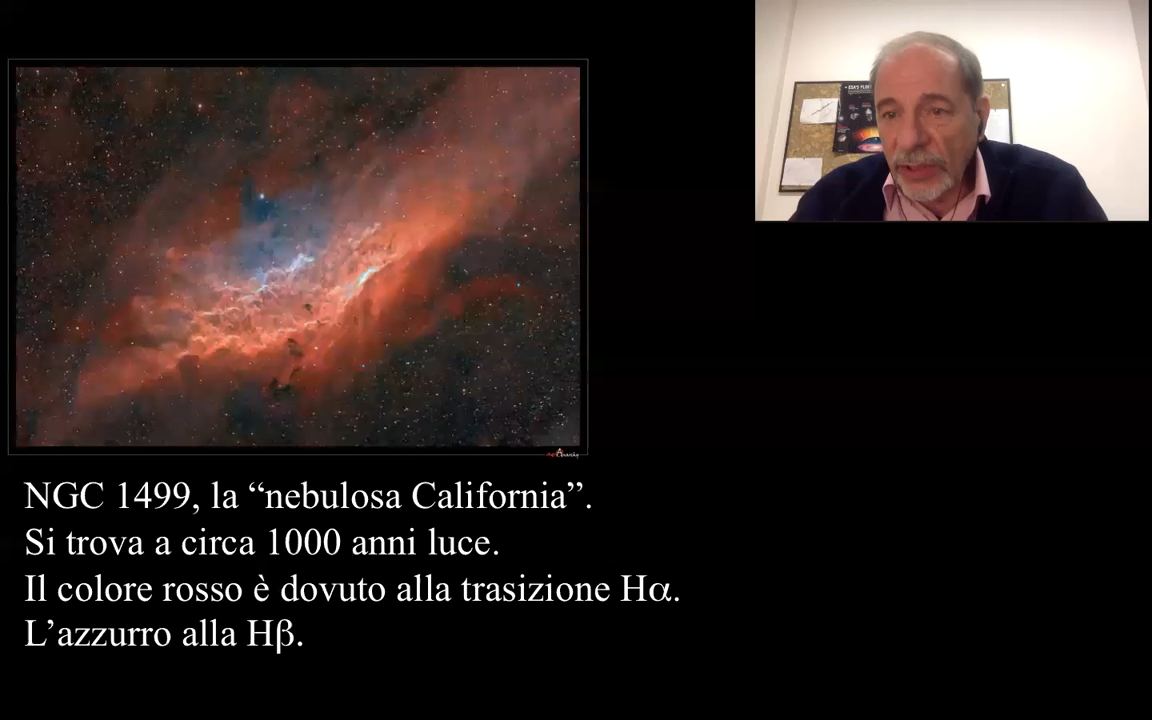 NGC 1499, la “nebulosa California”.
Si trova a circa 1000 anni luce.
Il colore rosso è dovuto alla trasizione Hα.
L’azzurro alla Hβ.